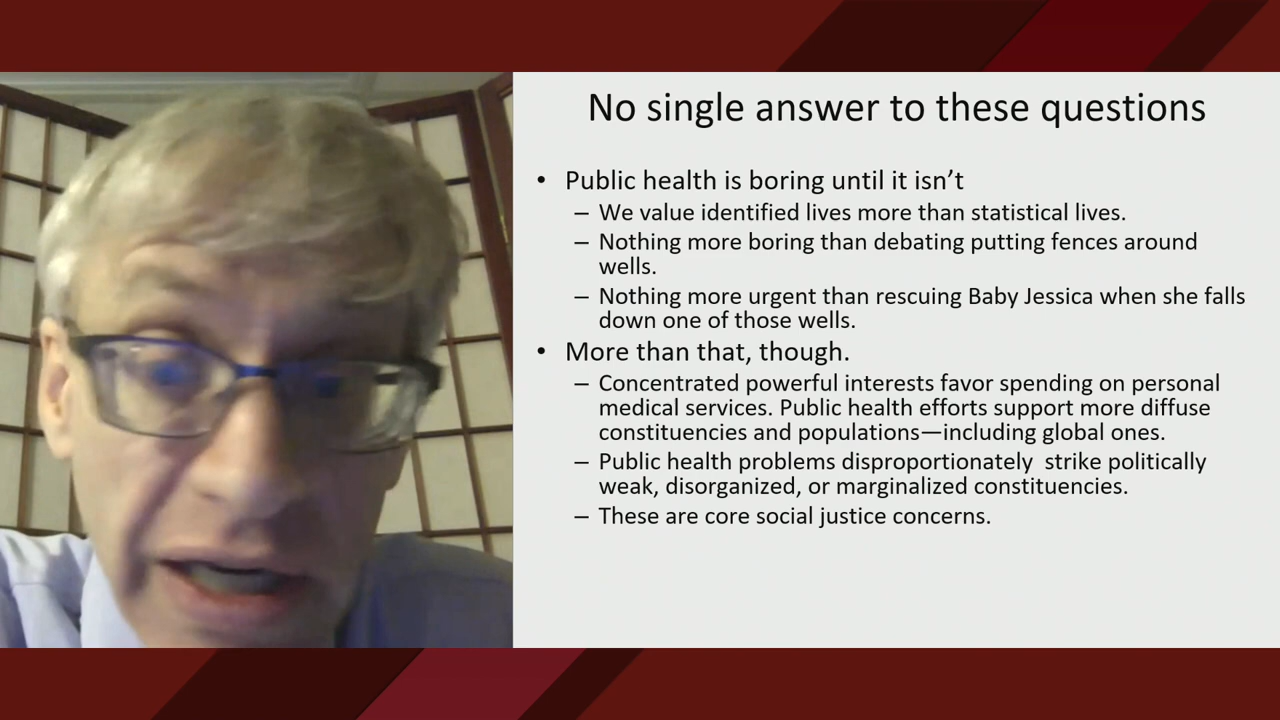 No single answer to these questions
• Public health is boring until it isn’t
– We value identified lives more than statistical lives.
– Nothing more boring than debating putting fences around
wells.
– Nothing more urgent than rescuing Baby Jessica when she falls
down one of those wells.
• More than that, though.
– Concentrated powerful interests favor spending on personal
medical services. Public health efforts support more diffuse
constituencies and populations—including global ones.
– Public health problems disproportionately  strike politically
weak, disorganized, or marginalized constituencies.
– These are core social justice concerns.